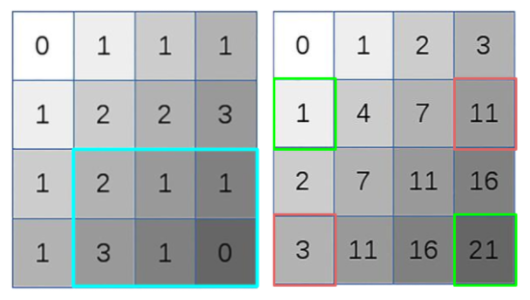 0 1 1 1
1 2 2 3
1 2 1 1
1 3 1 0
0 1 2 3
1 4 7 11
2 7 11 16
3 11 16 21